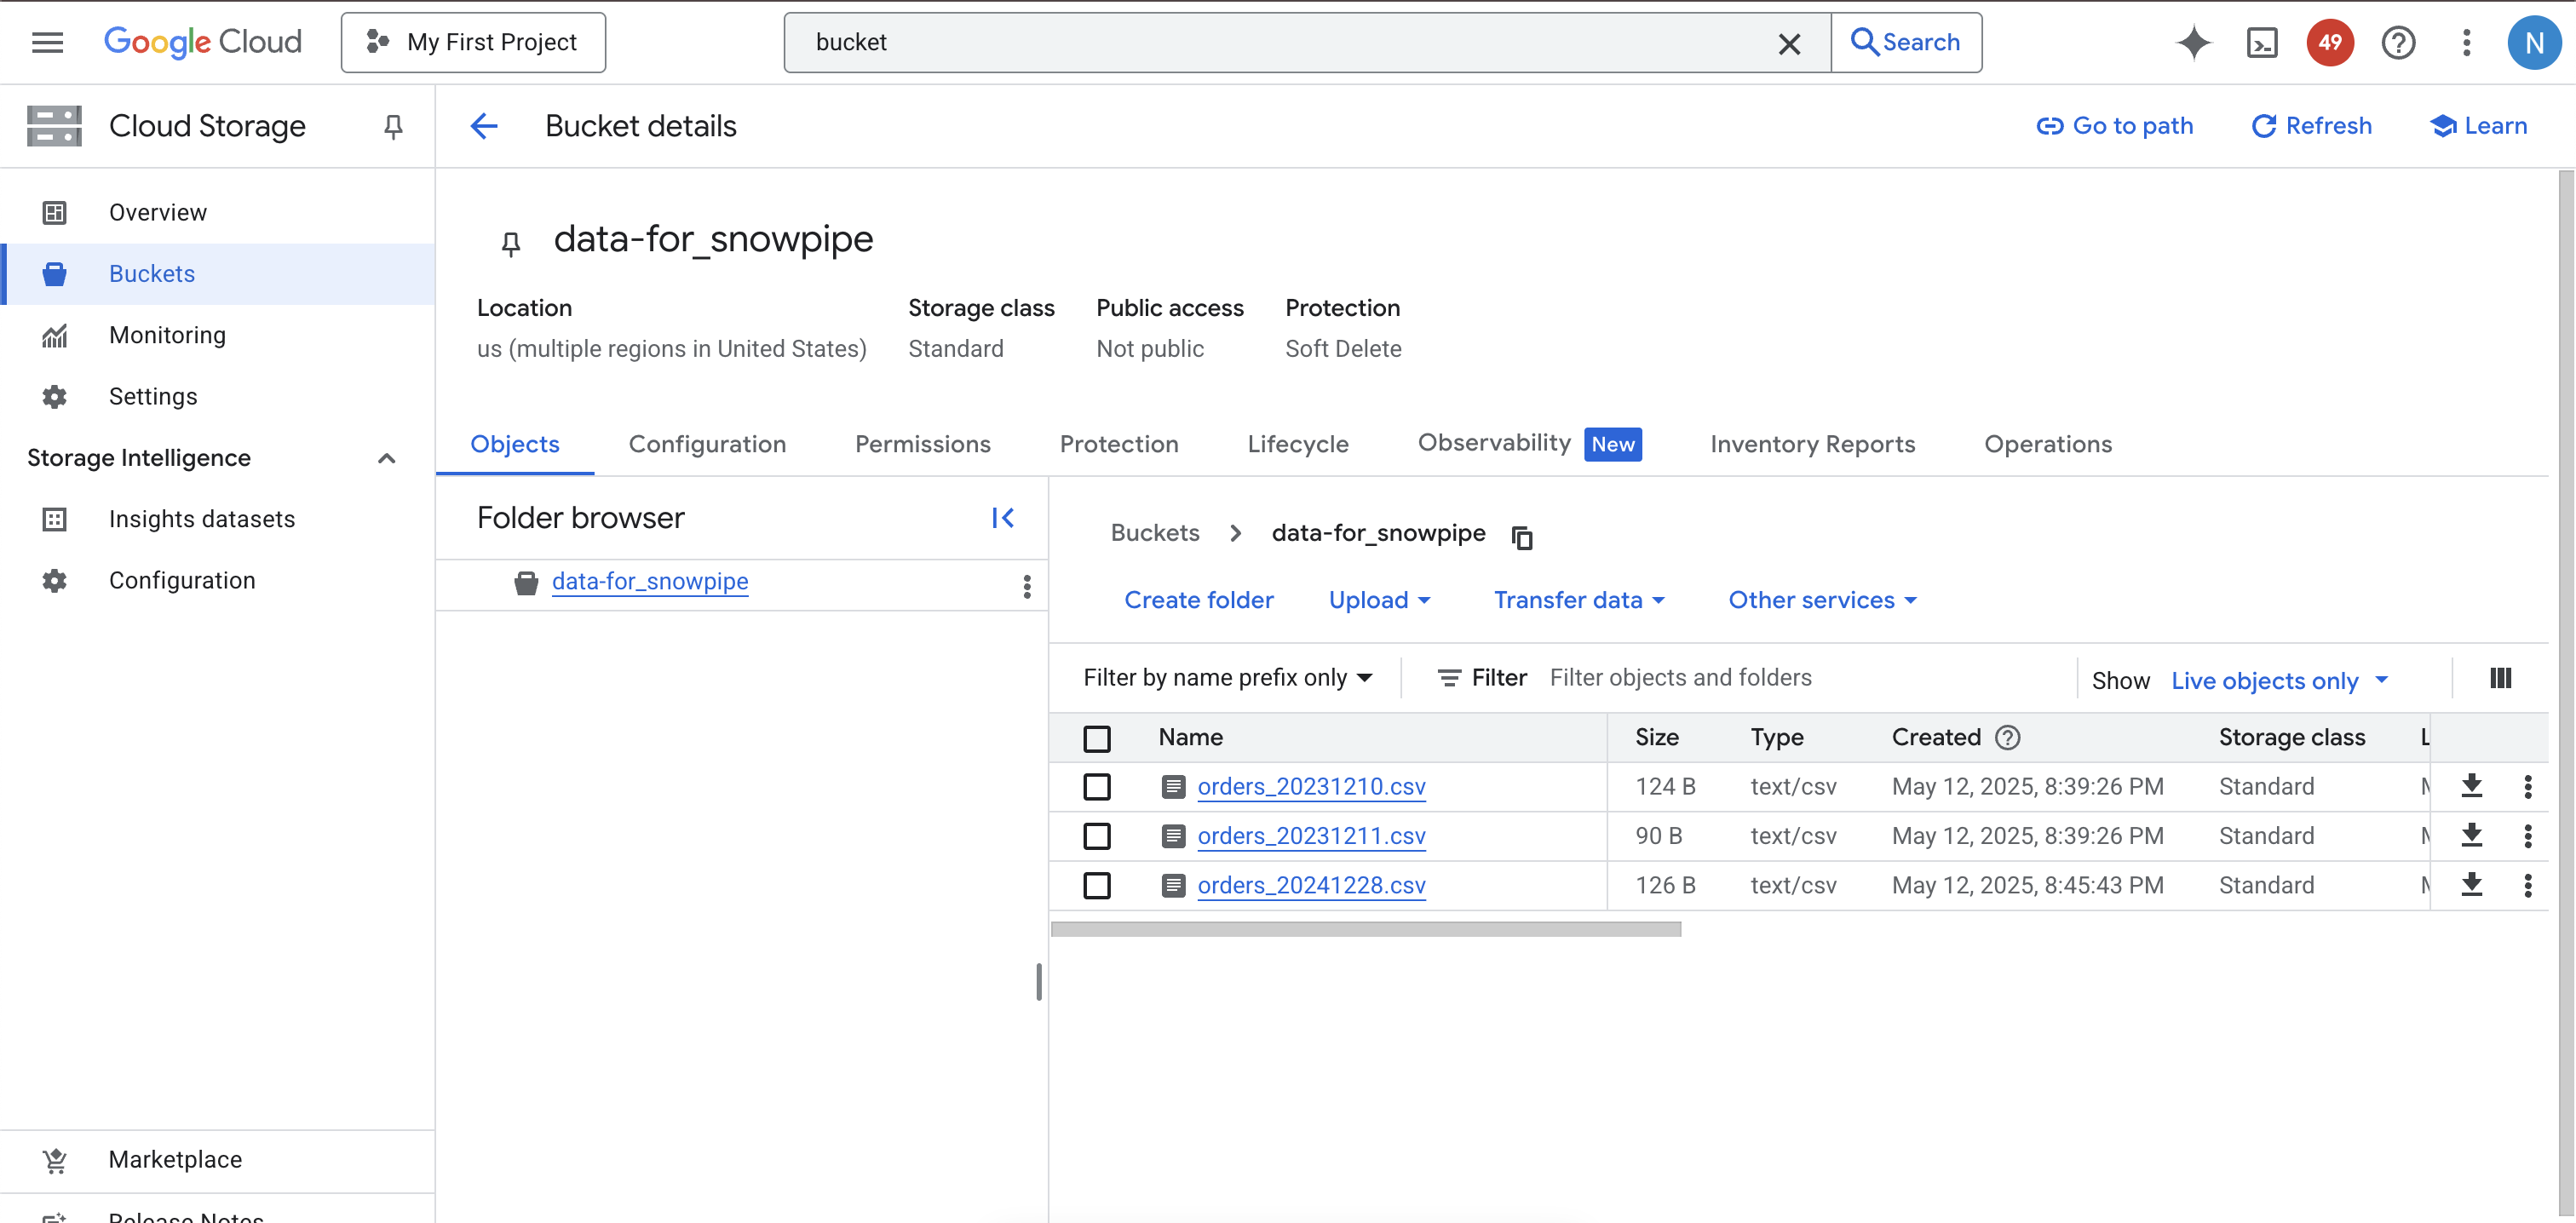 Google Cloud
My First Project
bucket
Search
49
N
Cloud Storage
Bucket details
Go to path
Refresh
Learn
Overview
Buckets
Monitoring
Settings
Storage Intelligence
Insights datasets
Configuration
Marketplace
Release Notes
data-for_snowpipe
Location Storage class Public access Protection
us (multiple regions in United States) Standard Not public Soft Delete
Objects Configuration Permissions Protection Lifecycle Observability New Inventory Reports Operations
Folder browser
data-for_snowpipe
Buckets data-for_snowpipe
Create folder Upload Transfer data Other services
Filter by name prefix only Filter Filter objects and folders Show Live objects only
Name Size Type Created Storage class
orders_20231210.csv 124 B text/csv May 12, 2025, 8:39:26 PM Standard
orders_20231211.csv 90 B text/csv May 12, 2025, 8:39:26 PM Standard
orders_20241228.csv 126 B text/csv May 12, 2025, 8:45:43 PM Standard